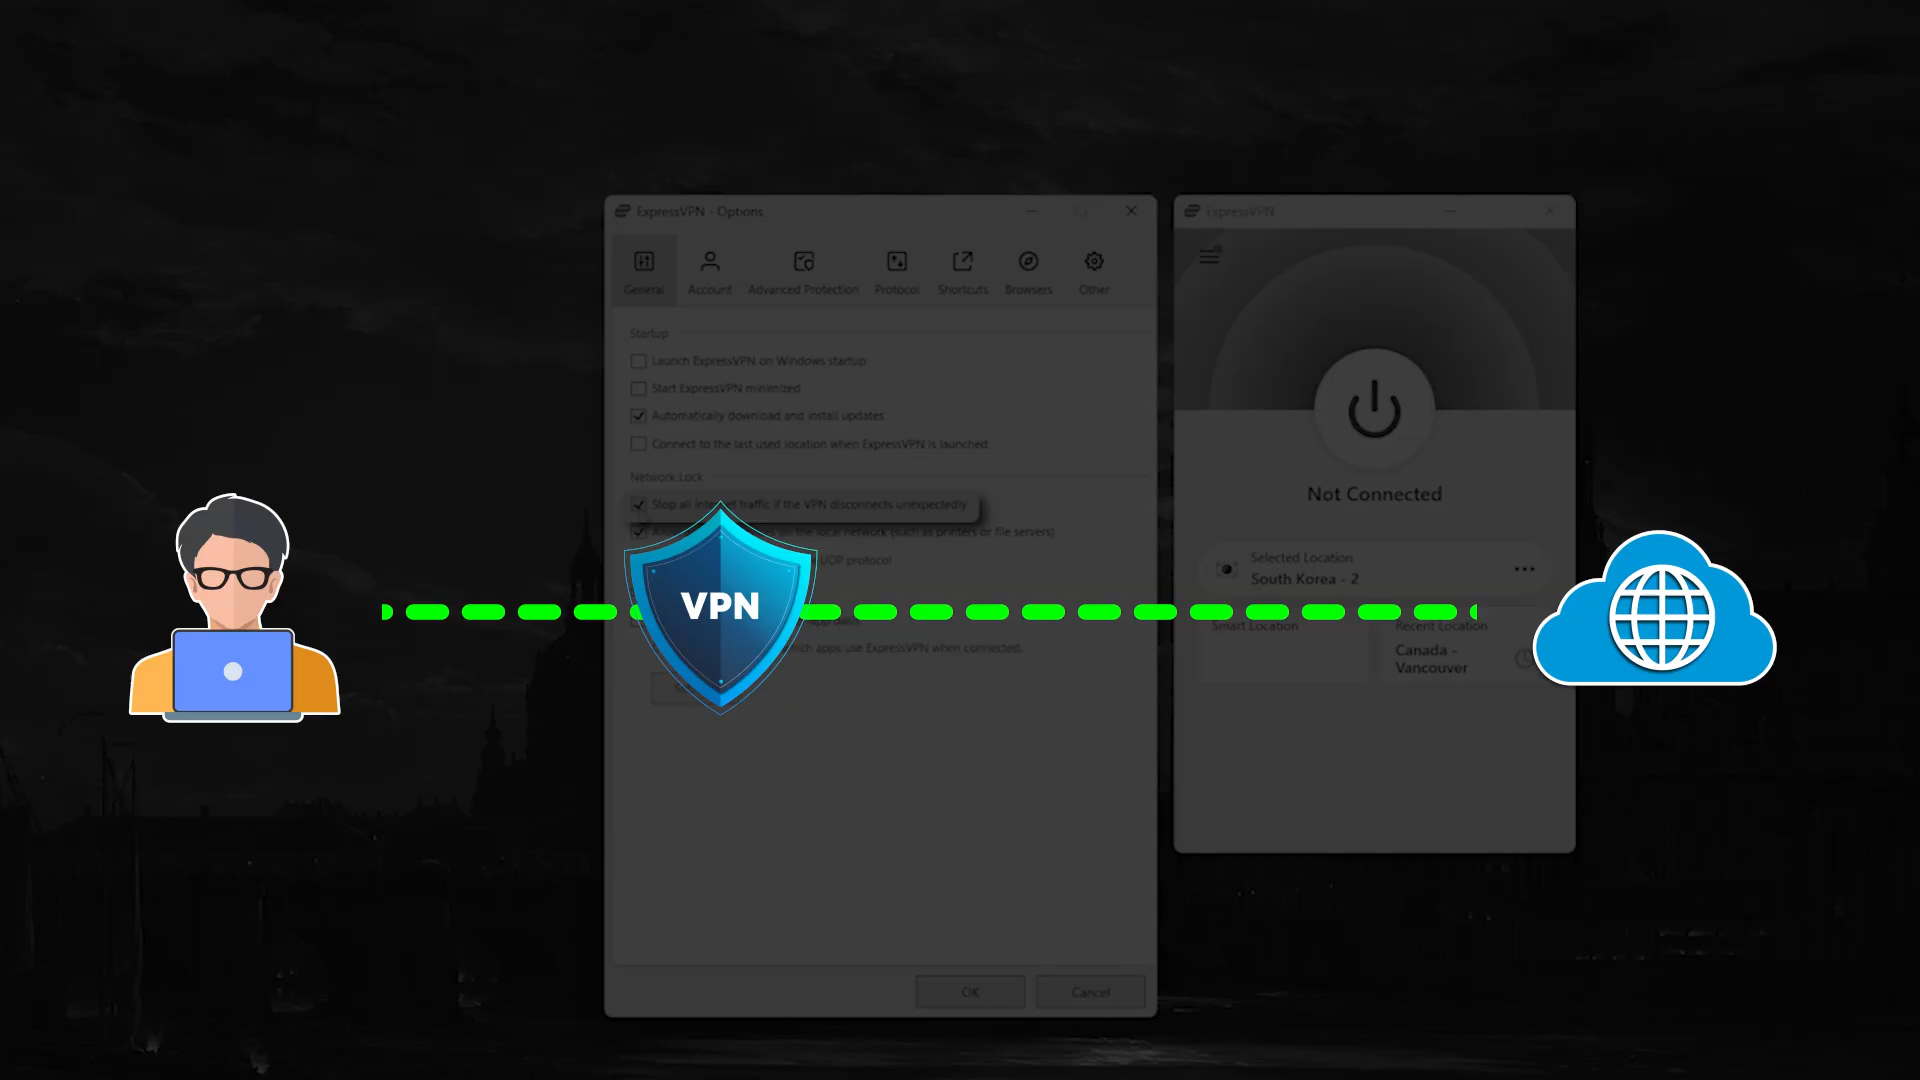 ExpressVPN - Options
General
Account
Advanced Protection
Protocol
Shortcuts
Browsers
Other
Startup
Launch ExpressVPN on Windows startup
Start ExpressVPN minimized
Automatically download and install updates
Connect to the last used location when ExpressVPN is launched
Network Lock
Stop all internet traffic if the VPN disconnects unexpectedly
the local network (such as printers or file servers)
UDP protocol
VPN
apps use ExpressVPN when connected.
OK
Cancel
ExpressVPN
Not Connected
Selected Location
South Korea - 2
Smart Location
Recent Location
Canada -
Vancouver